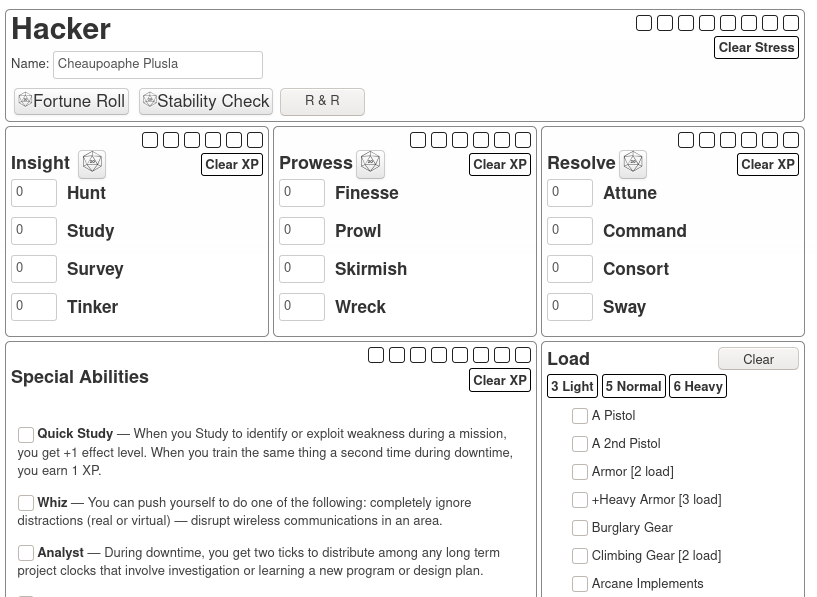 Hacker
Clear Stress
Name: Cheaupoaphe Plusla
Fortune Roll
Stability Check
R & R
Insight
Clear XP
0 Hunt
0 Study
0 Survey
0 Tinker
Prowess
Clear XP
0 Finesse
0 Prowl
0 Skirmish
0 Wreck
Resolve
Clear XP
0 Attune
0 Command
0 Consort
0 Sway
Special Abilities
Clear XP
Quick Study — When you Study to identify or exploit weakness during a mission,
you get +1 effect level. When you train the same thing a second time during downtime,
you earn 1 XP.
Whiz — You can push yourself to do one of the following: completely ignore
distractions (real or virtual) — disrupt wireless communications in an area.
Analyst — During downtime, you get two ticks to distribute among any long term
project clocks that involve investigation or learning a new program or design plan.
Load
Clear
3 Light 5 Normal 6 Heavy
A Pistol
A 2nd Pistol
Armor [2 load]
+Heavy Armor [3 load]
Burglary Gear
Climbing Gear [2 load]
Arcane Implements